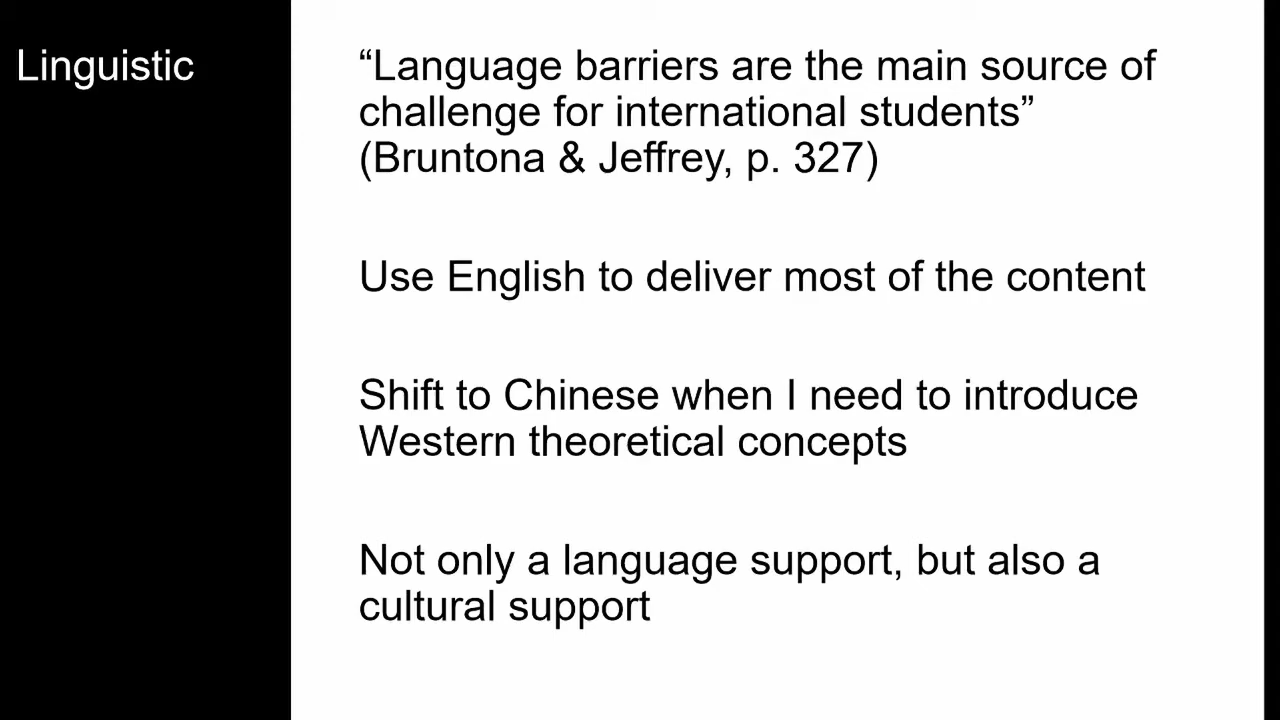 Linguistic
“Language barriers are the main source of
challenge for international students”
(Bruntona & Jeffrey, p. 327)
Use English to deliver most of the content
Shift to Chinese when I need to introduce
Western theoretical concepts
Not only a language support, but also a
cultural support